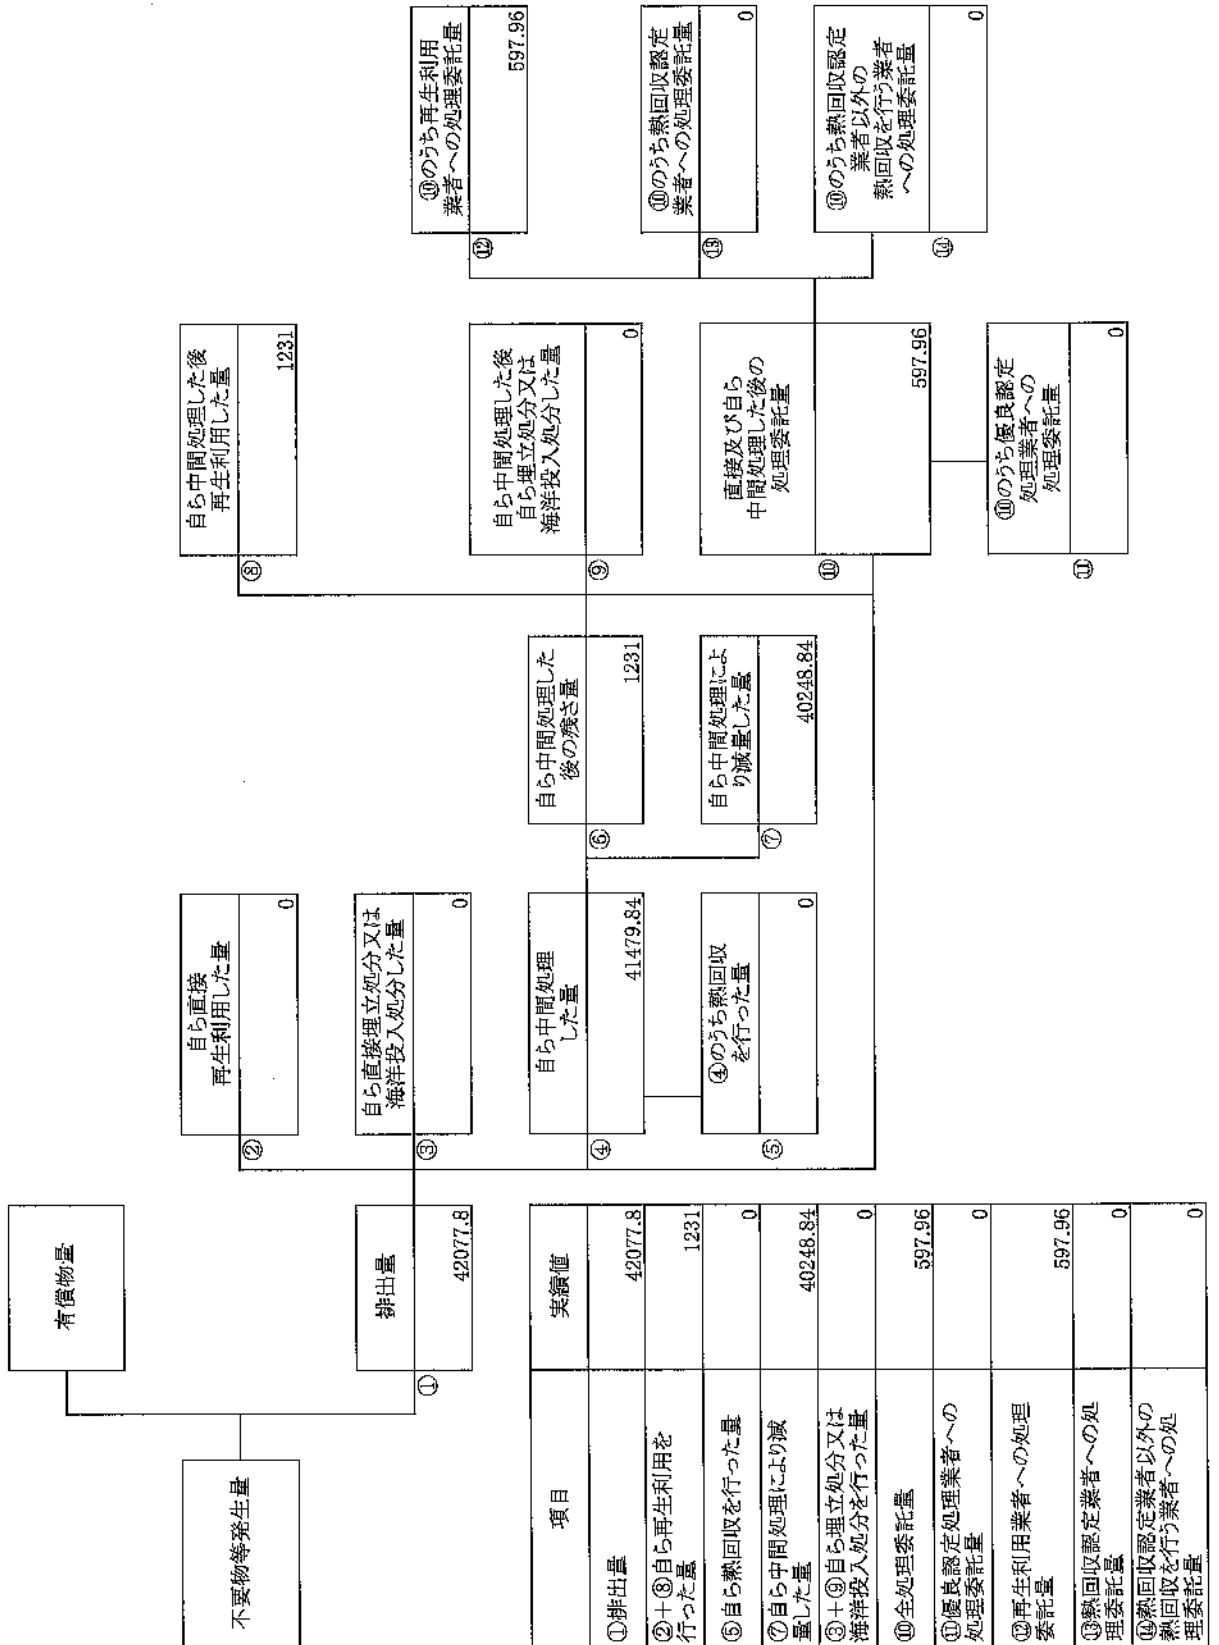 不要物等発生量
有償物量
①
排出量
42077.8
②
自ら直接
再生利用した量
0
③
自ら直接埋立処分又は
海洋投入処分した量
0
④
自ら中間処理
した量
41479.84
⑤
④のうち熱回収
を行った量
0
⑥
自ら中間処理した
後の残さ量
1231
⑦
自ら中間処理によ
り減量した量
40248.84
⑧
自ら中間処理した後
再生利用した量
1231
⑨
自ら中間処理した後
自ら埋立処分又は
海洋投入処分した量
0
⑩
直接及び自ら
中間処理した後の
処理委託量
597.96
⑪
⑩のうち優良認定
処理業者への
処理委託量
0
⑫
⑩のうち再生利用
業者への処理委託量
597.96
⑬
⑩のうち熱回収認定
業者への処理委託量
0
⑭
⑩のうち熱回収認定
業者以外の
熱回収を行う業者
への処理委託量
0
項目 実績値
①排出量 42077.8
②+⑧自ら再生利用を
行った量 1231
⑤自ら熱回収を行った量 0
⑦自ら中間処理により減
量した量 40248.84
③+⑨自ら埋立処分又は
海洋投入処分を行った量 0
⑩全処理委託量 597.96
⑪優良認定処理業者への
処理委託量 0
⑫再生利用業者への処理
委託量 597.96
⑬熱回収認定業者への処
理委託量 0
⑭熱回収認定業者以外の
熱回収を行う業者への処
理委託量 0